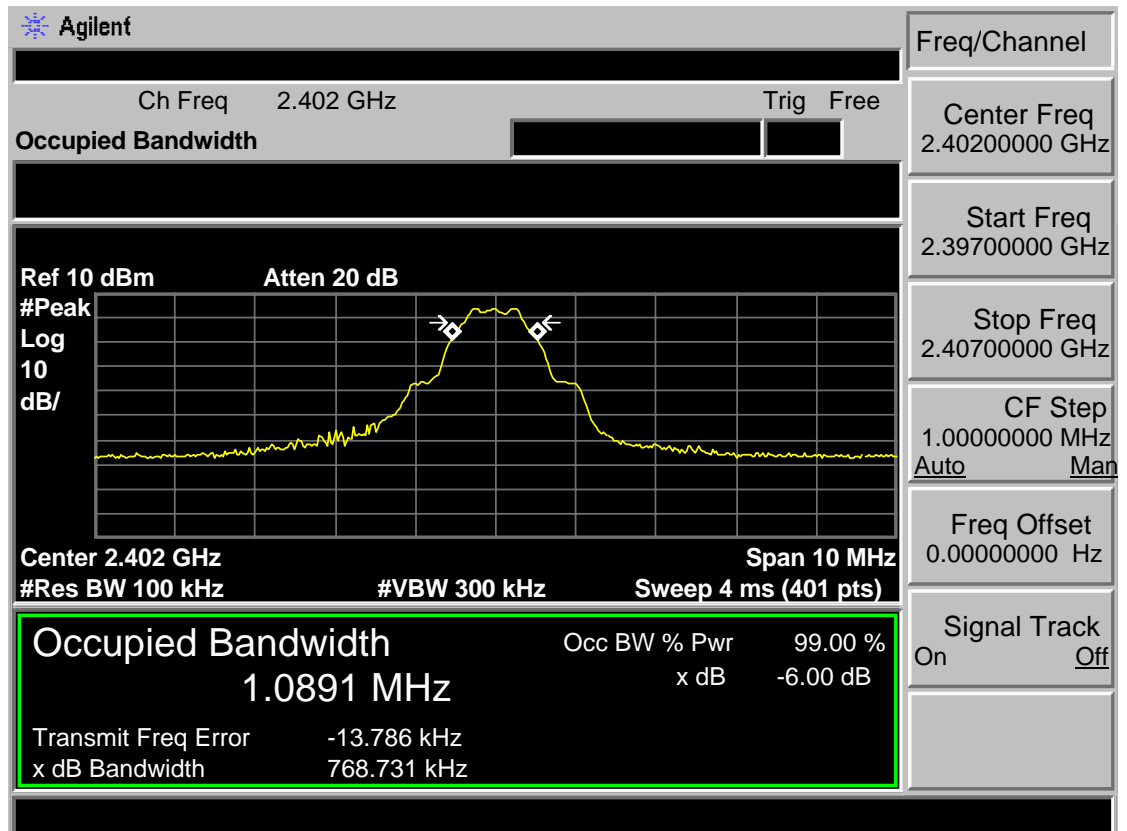 Agilent
Freq/Channel
Ch Freq 2.402 GHz Trig Free
Occupied Bandwidth
Center Freq
2.40200000 GHz
Start Freq
2.39700000 GHz
Stop Freq
2.40700000 GHz
CF Step
1.00000000 MHz
Auto Man
Freq Offset
0.00000000 Hz
Signal Track
On Off
Ref 10 dBm Atten 20 dB
#Peak
Log
10
dB/
Center 2.402 GHz Span 10 MHz
#Res BW 100 kHz #VBW 300 kHz Sweep 4 ms (401 pts)
Occupied Bandwidth Occ BW % Pwr 99.00 %
1.0891 MHz x dB -6.00 dB
Transmit Freq Error -13.786 kHz
x dB Bandwidth 768.731 kHz